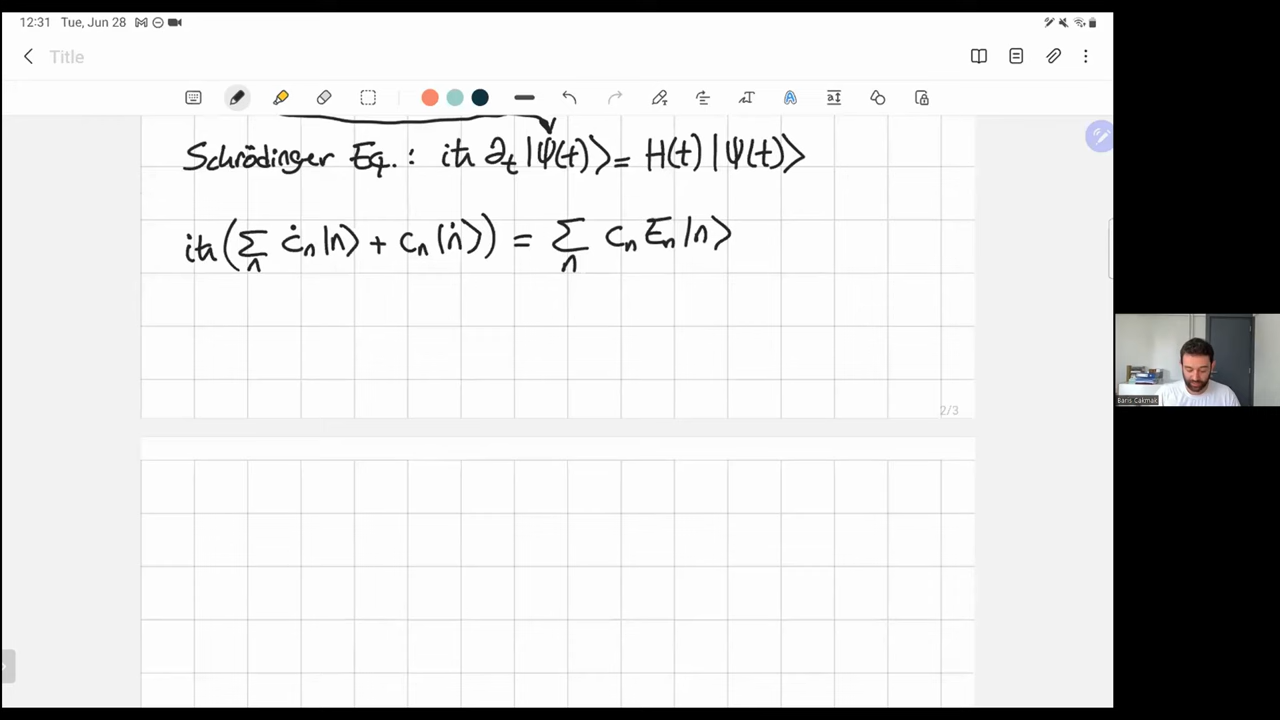 12:31 Tue, Jun 28
Title
Schrödinger Eq.: iħ ∂ₜ|ψ(t)⟩ = H(t)|ψ(t)⟩
iħ(∑ₙ ċₙ|n⟩ + cₙ|ṅ⟩) = ∑ₙ cₙ Eₙ|n⟩
2/3
Baris Cakmak